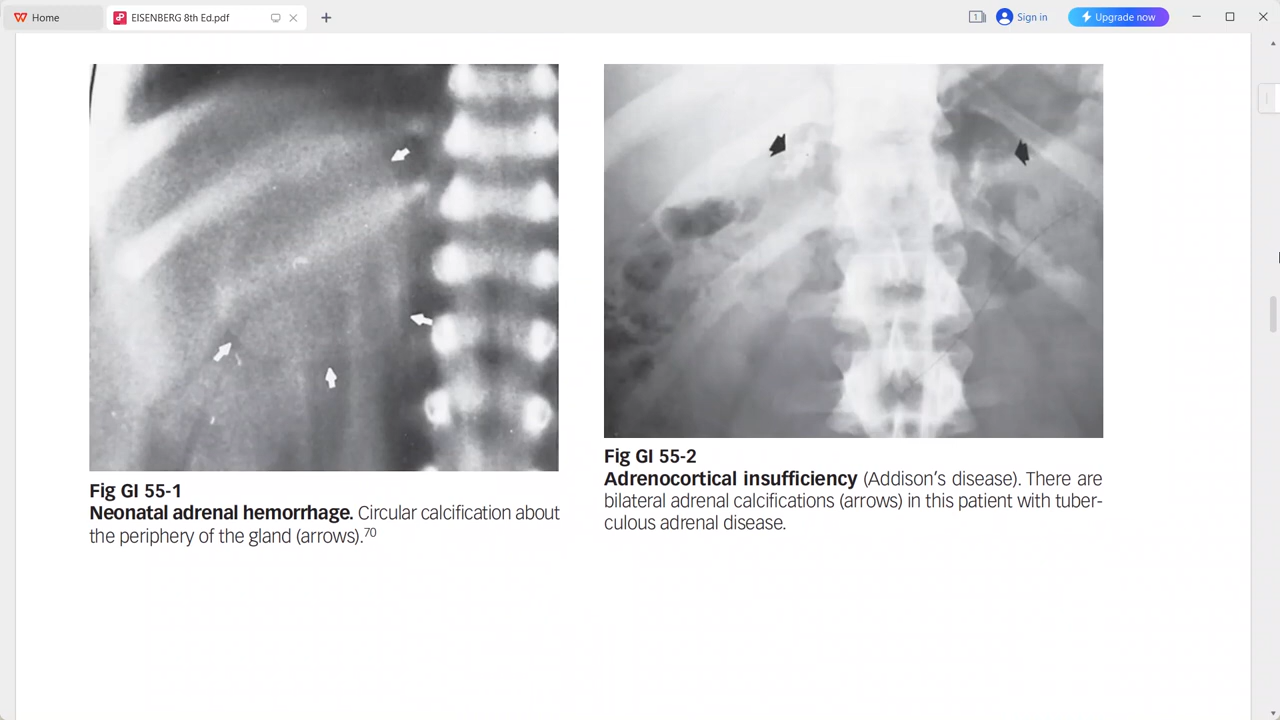 Home
EISENBERG 8th Ed.pdf
1
Sign in
Upgrade now
Fig GI 55-1
Neonatal adrenal hemorrhage. Circular calcification about
the periphery of the gland (arrows).70
Fig GI 55-2
Adrenocortical insufficiency (Addison's disease). There are
bilateral adrenal calcifications (arrows) in this patient with tuber-
culous adrenal disease.